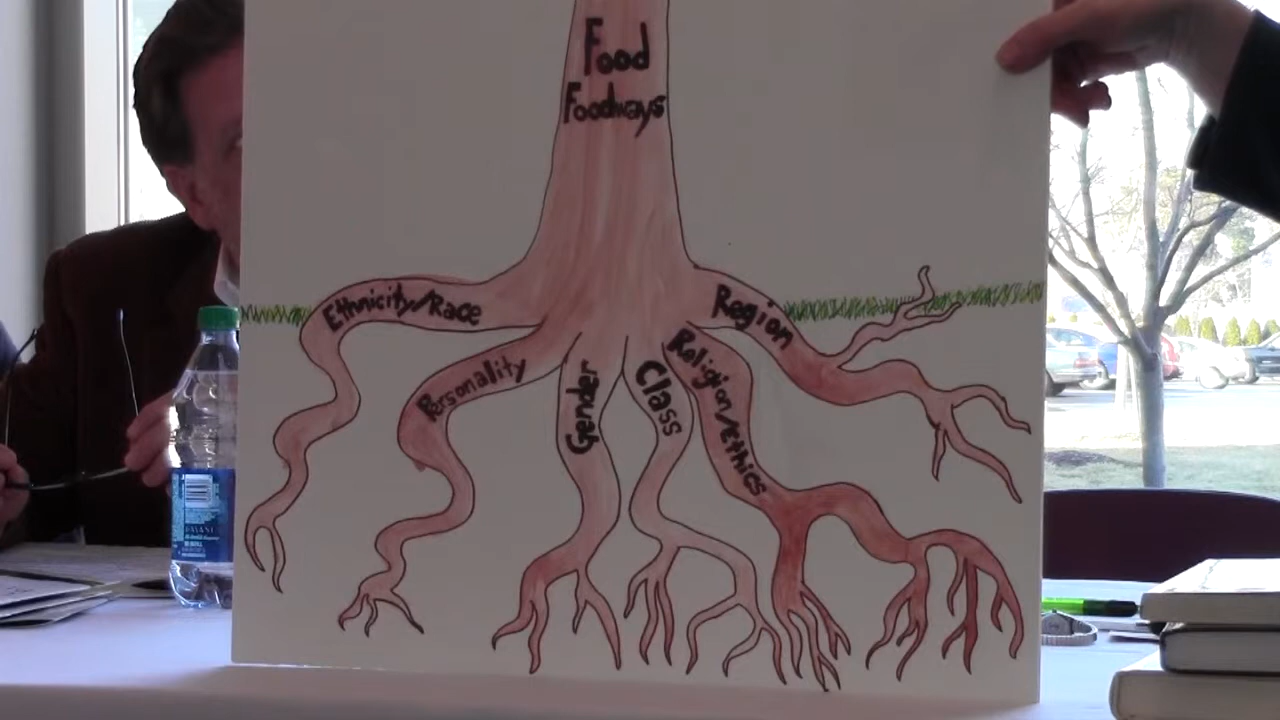 Food
Foodways
Ethnicity/Race
Personality
Gender
Class
Religion/Ethics
Region